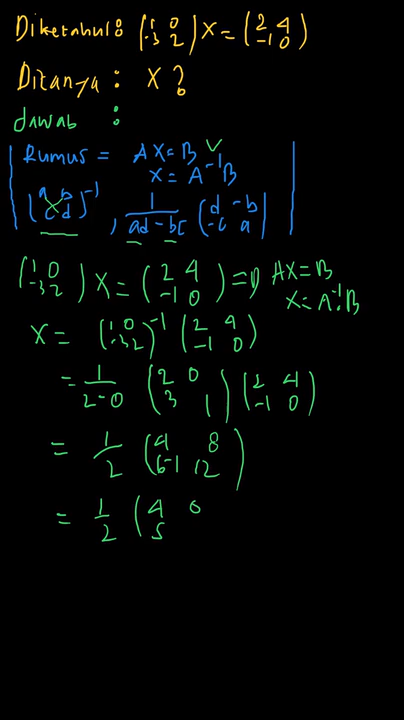 Diketahui : (1 0 -3 2) X = (2 4 -1 0)
Ditanya : X ?
Jawab :
Rumus = AX = B
X = A⁻¹B
(a b c d)⁻¹, 1/ad-bc (d -b -c a)
(1 0 -3 2) X = (2 4 -1 0) => AX = B
X = A⁻¹.B
X = (1 0 -3 2)⁻¹ (2 4 -1 0)
= 1/2-0 (2 0 3 1) (2 4 -1 0)
= 1/2 (4 8 6-1 12)
= 1/2 (4 0 5